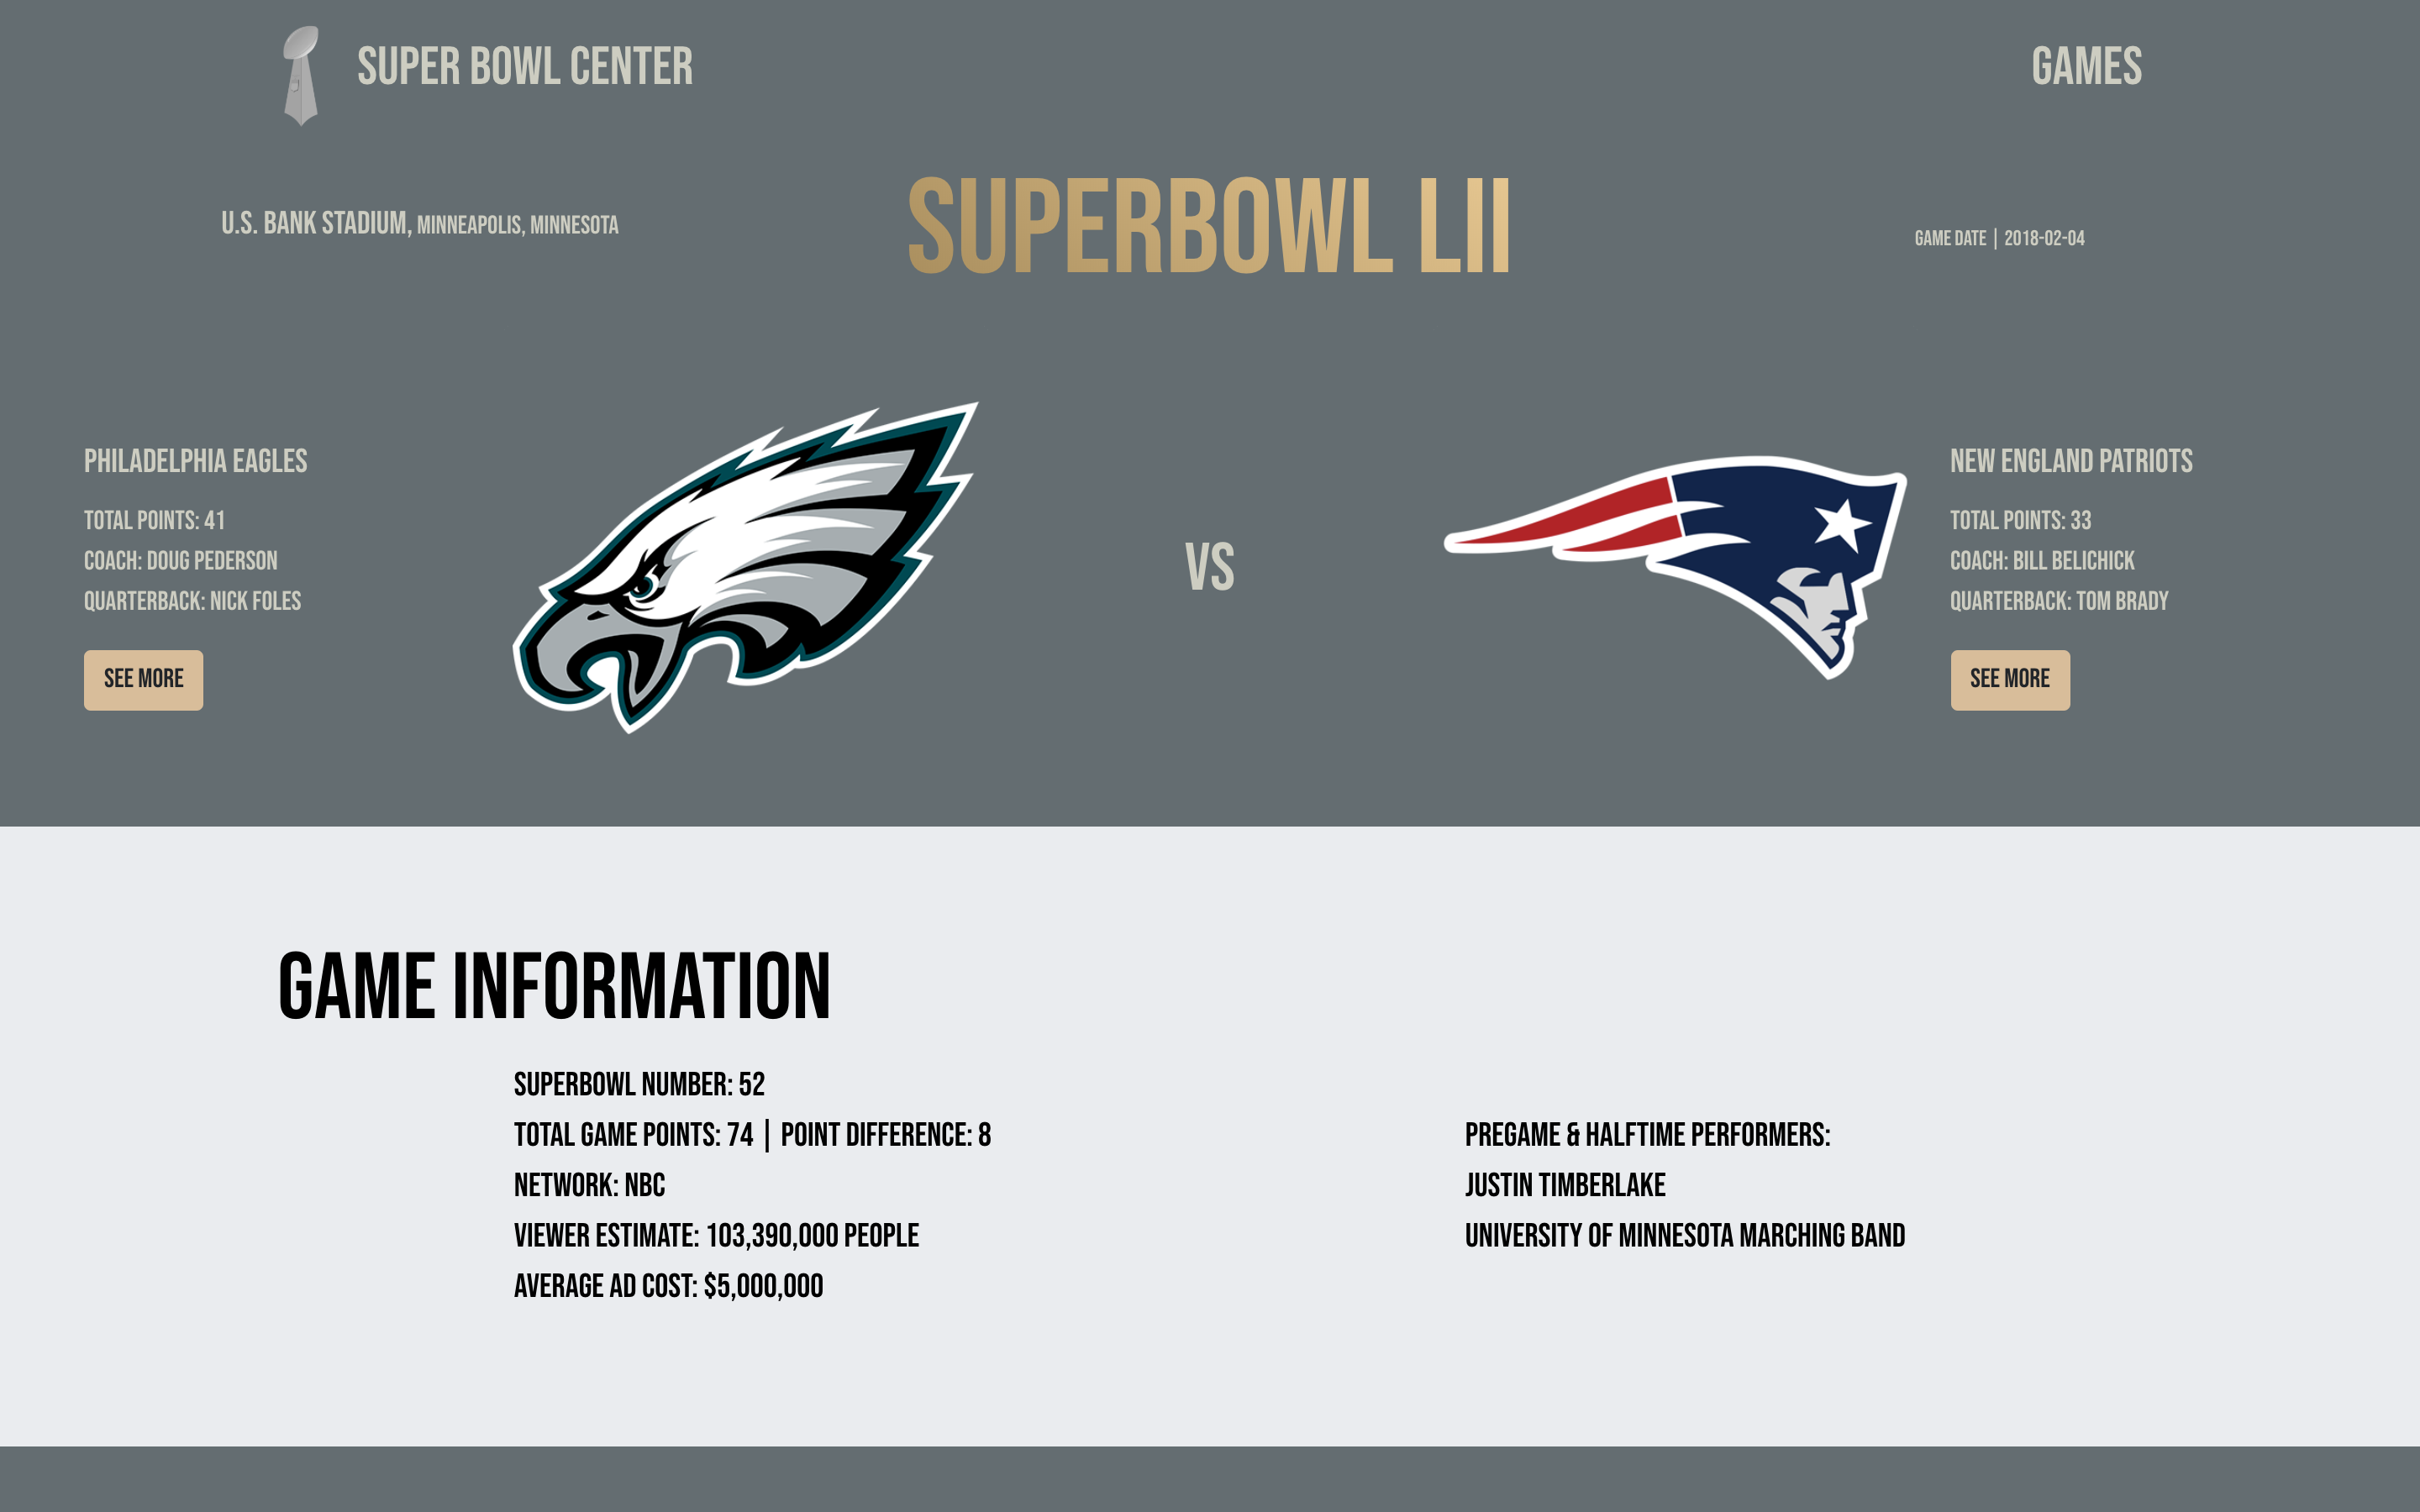 SUPER BOWL CENTER
GAMES
U.S. BANK STADIUM, MINNEAPOLIS, MINNESOTA
SUPERBOWL LII
GAME DATE | 2018-02-04
PHILADELPHIA EAGLES
TOTAL POINTS: 41
COACH: DOUG PEDERSON
QUARTERBACK: NICK FOLES
SEE MORE
VS
NEW ENGLAND PATRIOTS
TOTAL POINTS: 33
COACH: BILL BELICHICK
QUARTERBACK: TOM BRADY
SEE MORE
GAME INFORMATION
SUPERBOWL NUMBER: 52
TOTAL GAME POINTS: 74 | POINT DIFFERENCE: 8
NETWORK: NBC
VIEWER ESTIMATE: 103,390,000 PEOPLE
AVERAGE AD COST: $5,000,000
PREGAME & HALFTIME PERFORMERS:
JUSTIN TIMBERLAKE
UNIVERSITY OF MINNESOTA MARCHING BAND